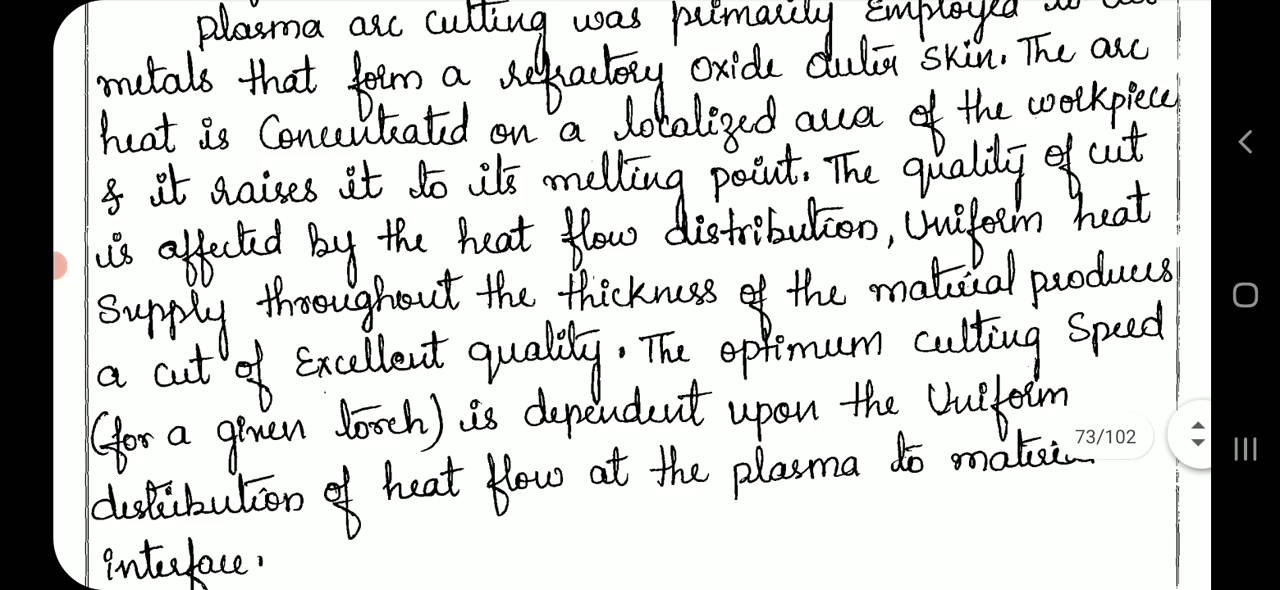 plasma arc cutting was primarily Employed
metals that form a refractory oxide outer skin. The arc
heat is Concentrated on a localized area of the workpiece
& it raises it to its melting point. The quality of cut
is affected by the heat flow distribution, Uniform heat
Supply throughout the thickness of the material produces
a cut of Excellent quality. The optimum cutting Speed
(for a given torch) is dependent upon the Uniform
73/102
distribution of heat flow at the plasma to material
interface.